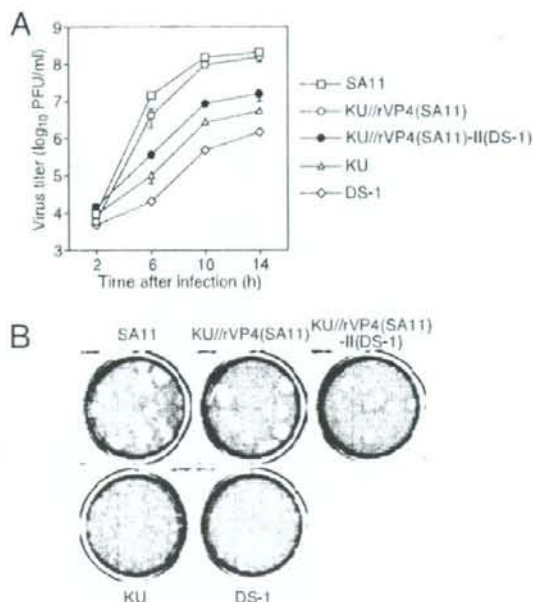 A
Virus titer (log10 PFU/ml)
9
8
7
6
5
4
3
2
6
10
14
Time after infection (h)
SA11
KU//rVP4(SA11)
KU//rVP4(SA11)-II(DS-1)
KU
DS-1
B
SA11
KU//rVP4(SA11)
KU//rVP4(SA11)
-II(DS-1)
KU
DS-1